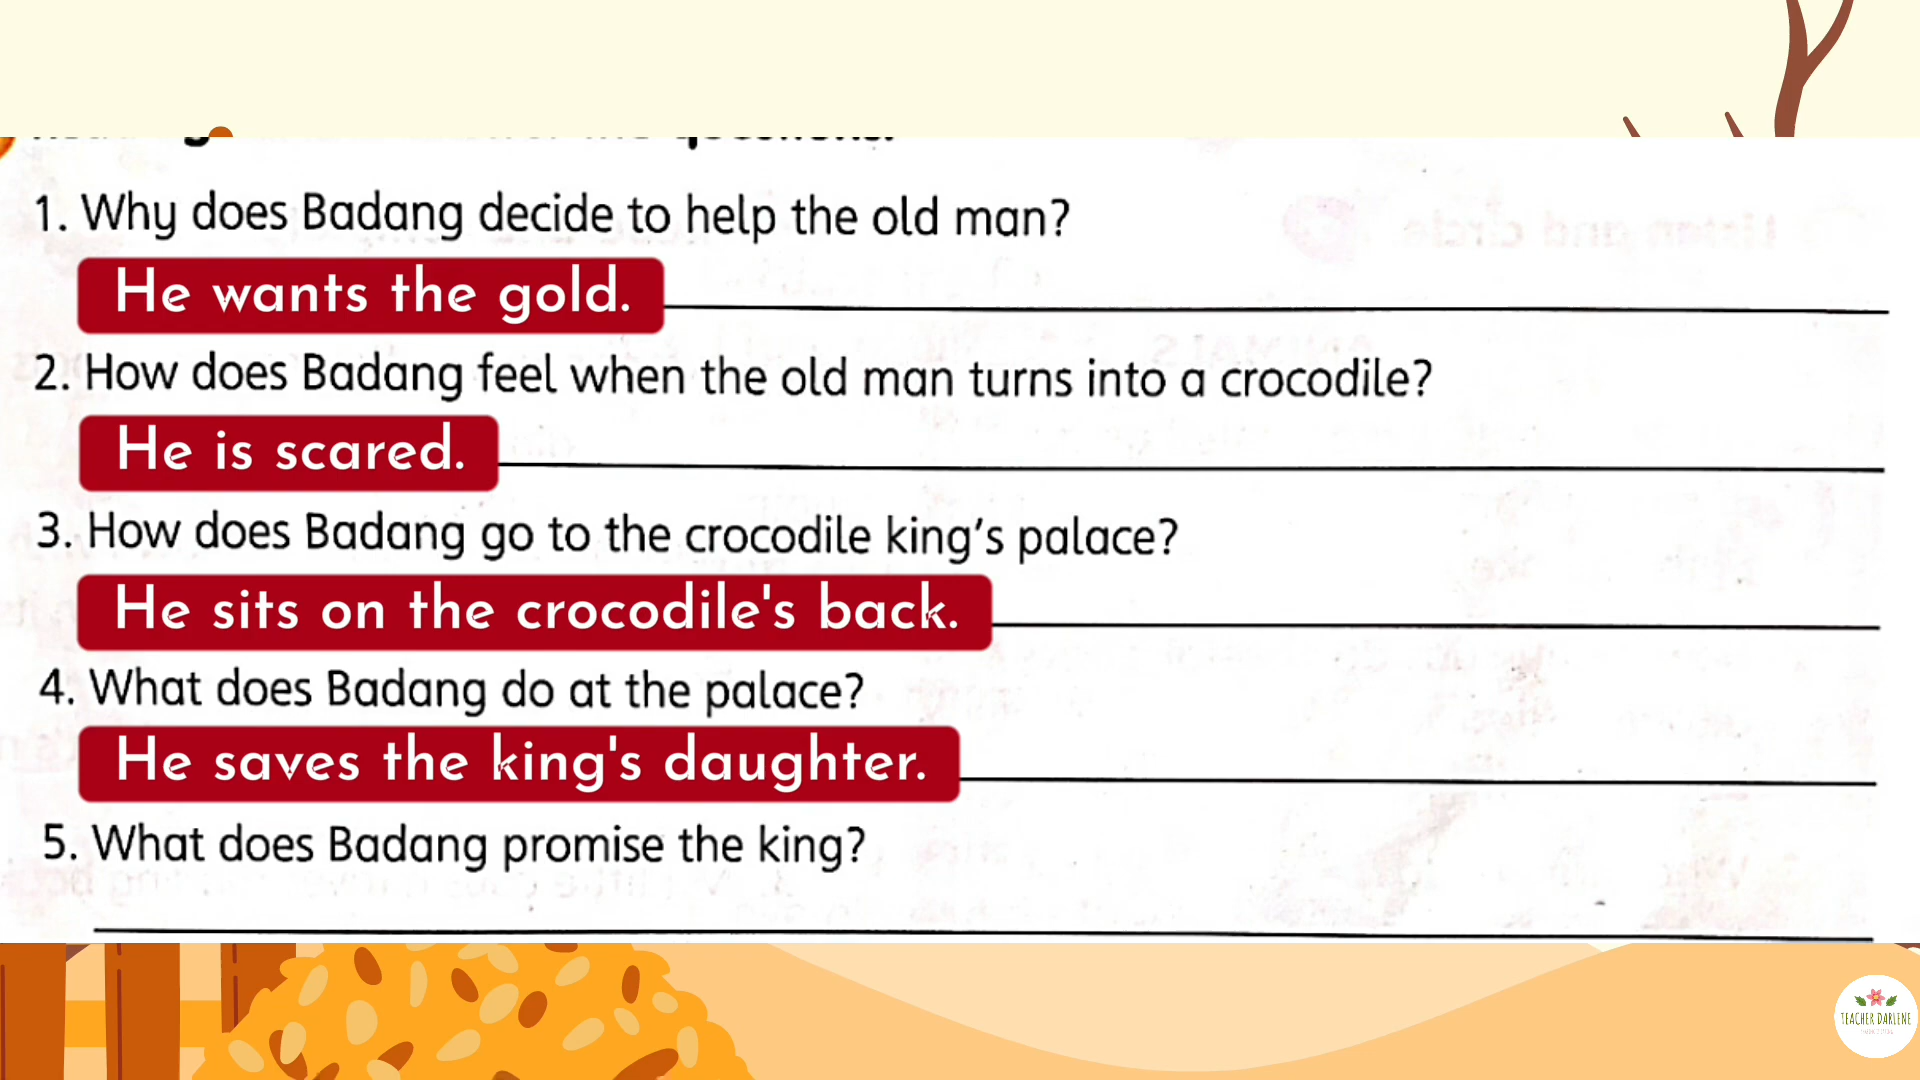 questions.
1. Why does Badang decide to help the old man?
He wants the gold.
2. How does Badang feel when the old man turns into a crocodile?
He is scared.
3. How does Badang go to the crocodile king's palace?
He sits on the crocodile's back.
4. What does Badang do at the palace?
He saves the king's daughter.
5. What does Badang promise the king?
TEACHER DARLENE